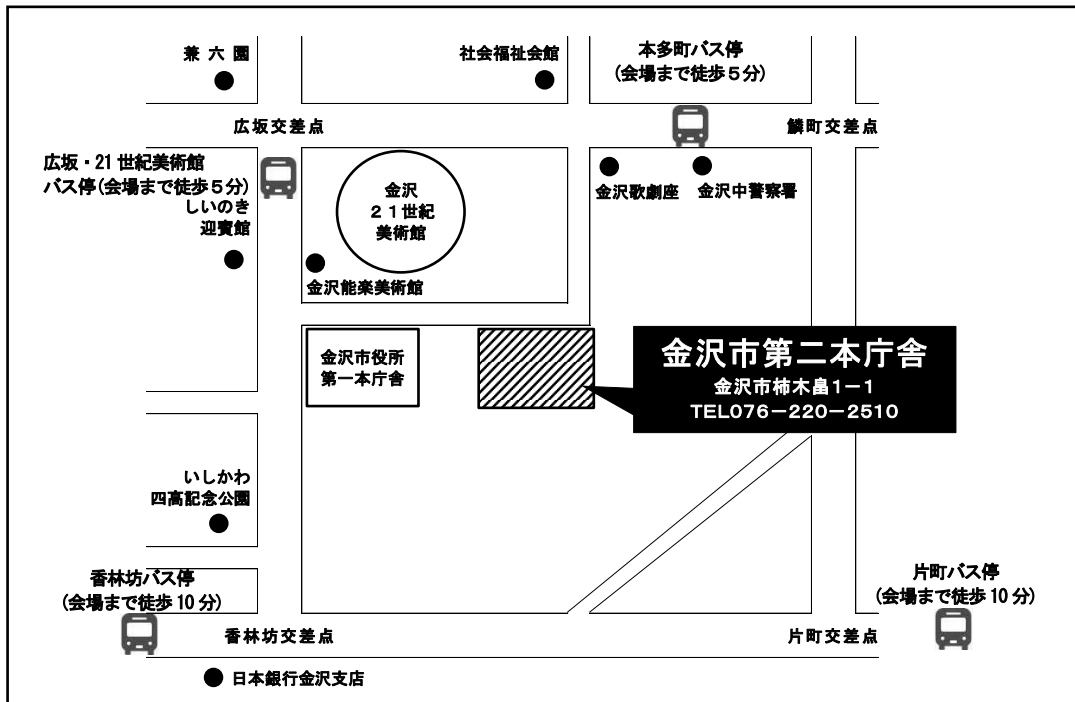 兼六園
社会福祉会館
本多町バス停
(会場まで徒歩5分)
広坂交差点
鱗町交差点
広坂・21世紀美術館
バス停(会場まで徒歩5分)
しいのき
迎賓館
金沢
21世紀
美術館
金沢歌劇座
金沢中警察署
金沢能楽美術館
金沢市役所
第一本庁舎
金沢市第二本庁舎
金沢市柿木畠1-1
TEL076-220-2510
いしかわ
四高記念公園
香林坊バス停
(会場まで徒歩10分)
片町バス停
(会場まで徒歩10分)
香林坊交差点
片町交差点
日本銀行金沢支店